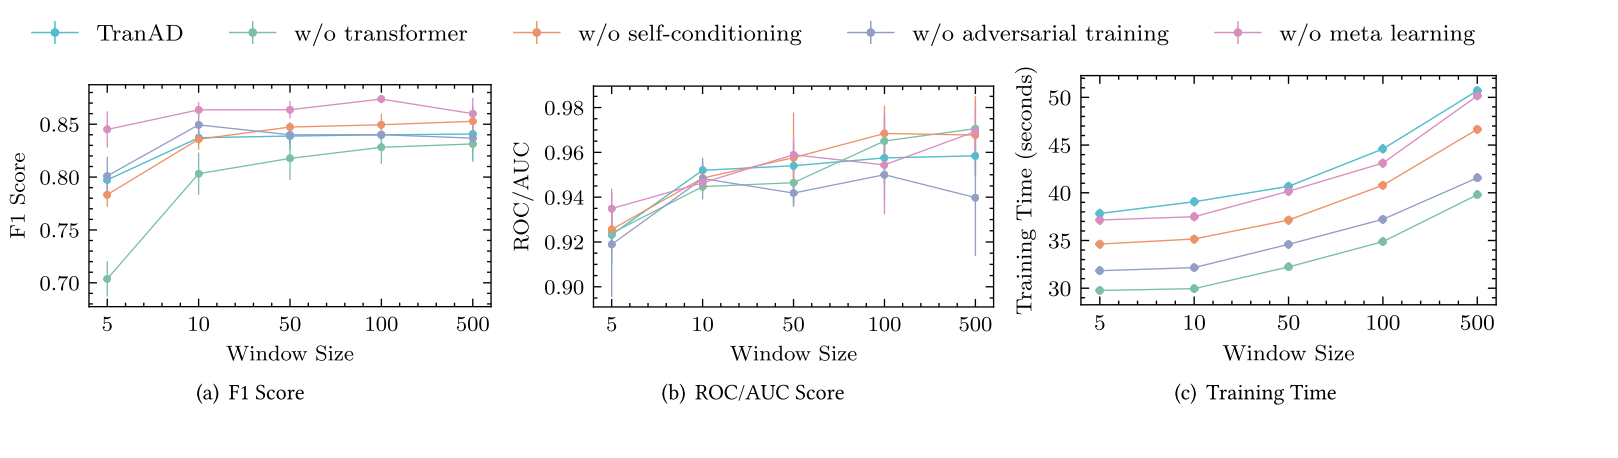 TranAD w/o transformer w/o self-conditioning w/o adversarial training w/o meta learning
F1 Score
0.85
0.80
0.75
0.70
5 10 50 100 500
Window Size
(a) F1 Score
ROC/AUC
0.98
0.96
0.94
0.92
0.90
5 10 50 100 500
Window Size
(b) ROC/AUC Score
Training Time (seconds)
50
45
40
35
30
5 10 50 100 500
Window Size
(c) Training Time